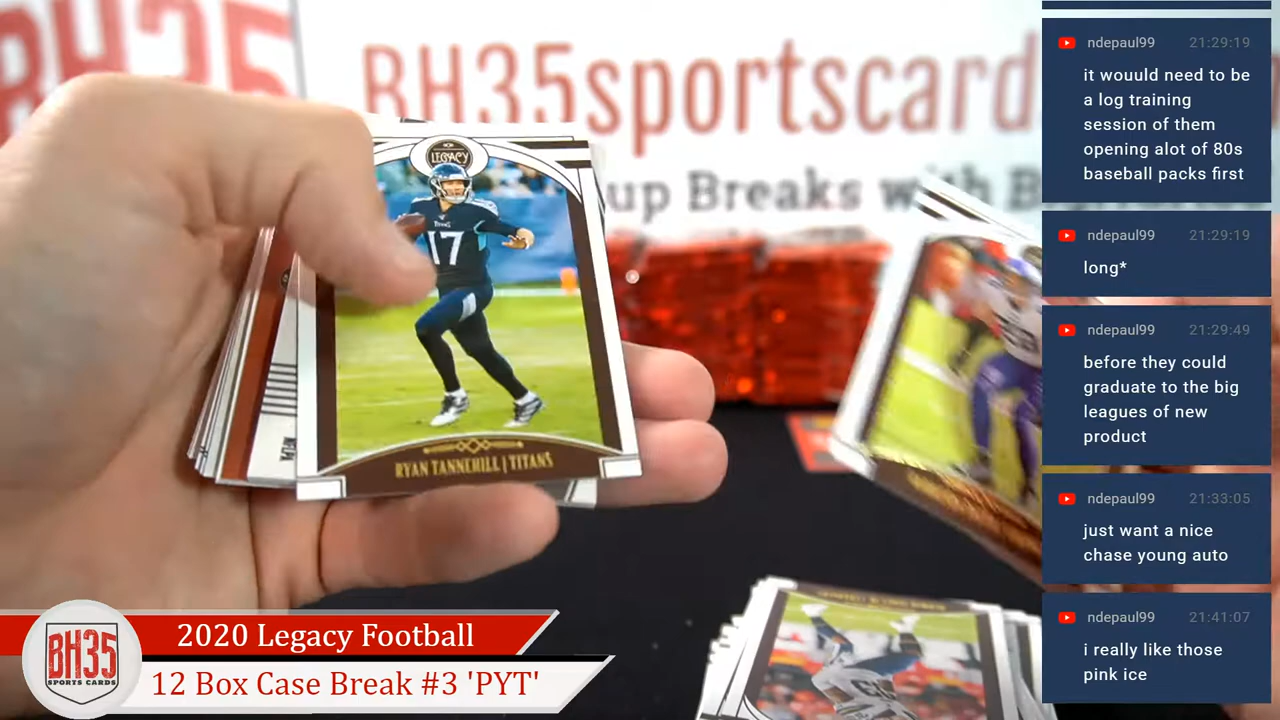 BH35sportscard
up Breaks with B
LEGACY
TITANS
17
RYAN TANNEHILL | TITANS
BH35
SPORTS CARDS
2020 Legacy Football
12 Box Case Break #3 'PYT'
ndepaul99 21:29:19
it wouuld need to be
a log training
session of them
opening alot of 80s
baseball packs first
ndepaul99 21:29:19
long*
ndepaul99 21:29:49
before they could
graduate to the big
leagues of new
product
ndepaul99 21:33:05
just want a nice
chase young auto
ndepaul99 21:41:07
i really like those
pink ice